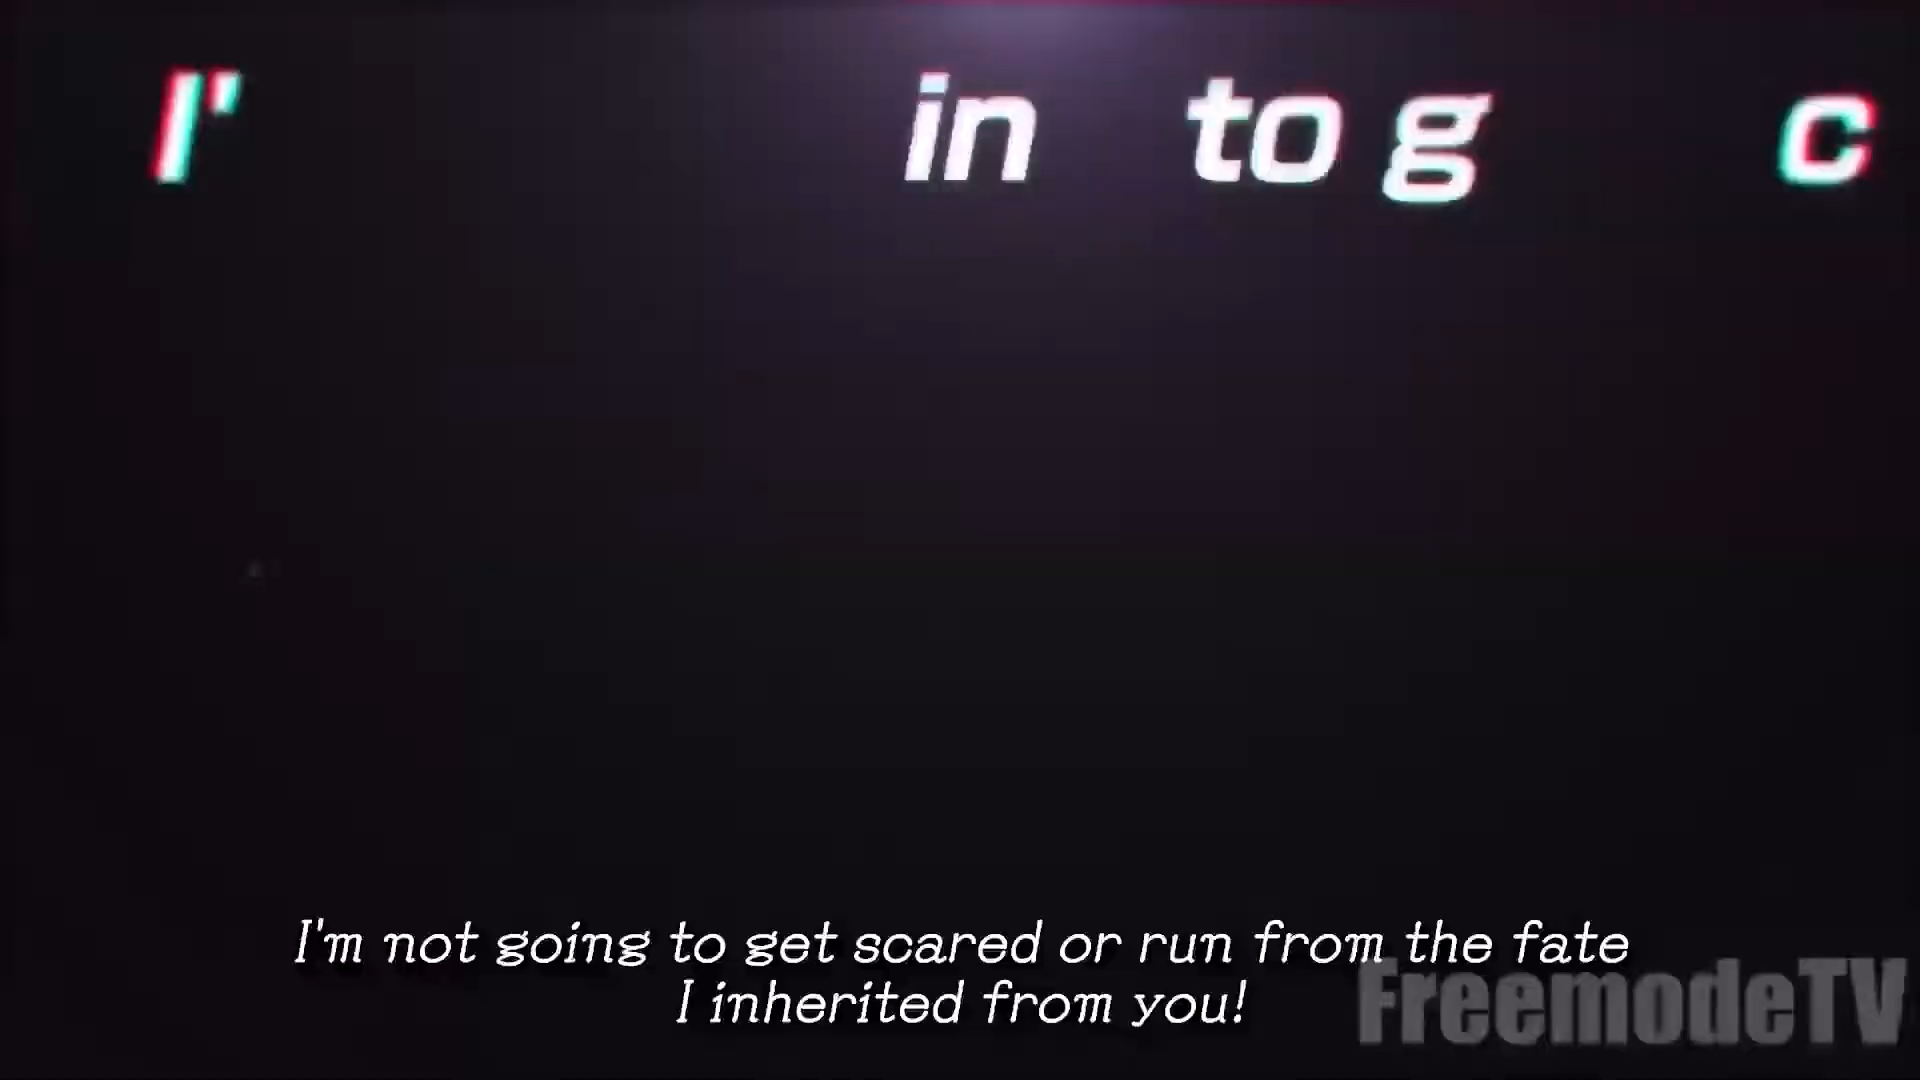 I' in to g c
I'm not going to get scared or run from the fate
I inherited from you!
FreemodeTV